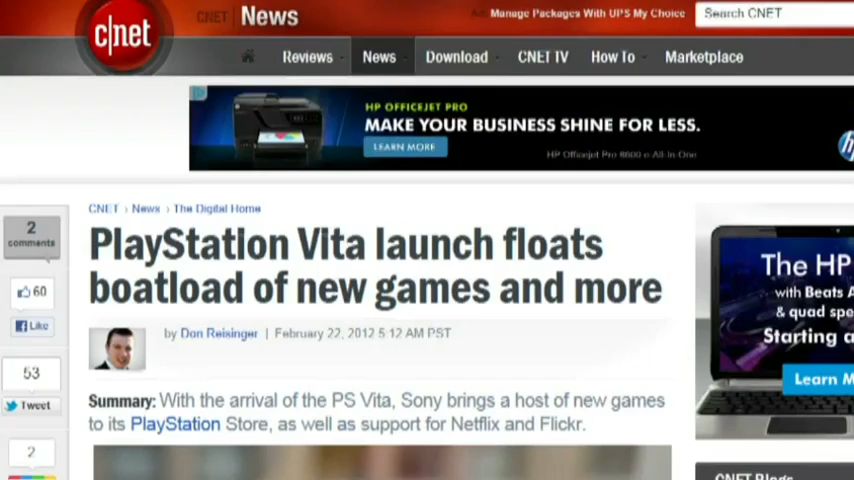 c|net
CNET News
Ad: Manage Packages With UPS My Choice
Search CNET
Reviews News Download CNET TV How To Marketplace
HP OFFICEJET PRO
MAKE YOUR BUSINESS SHINE FOR LESS.
LEARN MORE
HP Officejet Pro 8600 e-All-In-One
hp
CNET › News › The Digital Home
PlayStation Vita launch floats
boatload of new games and more
by Don Reisinger | February 22, 2012 5:12 AM PST
Summary: With the arrival of the PS Vita, Sony brings a host of new games
to its PlayStation Store, as well as support for Netflix and Flickr.
2
comments
60
Like
53
Tweet
2
The HP
with Beats A
& quad spe
Starting a
Learn M
CNET Blogs